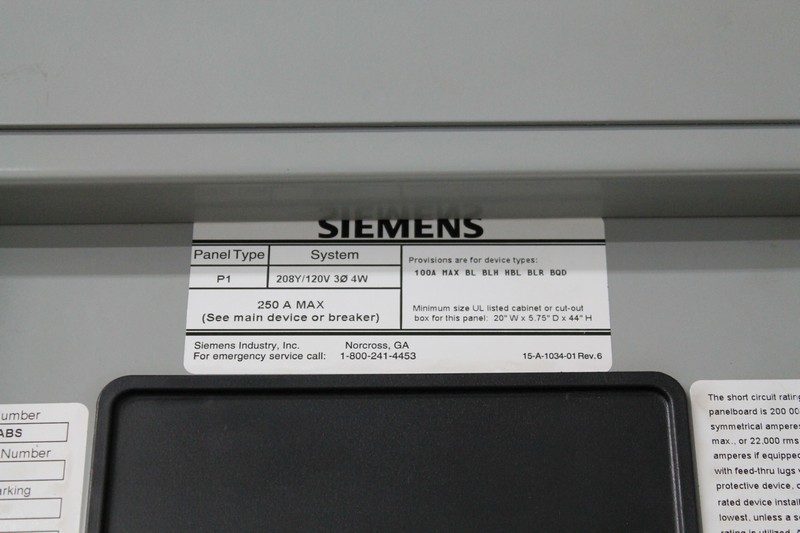 SIEMENS
Panel Type
System
P1
208Y/120V 3Ø 4W
250 A MAX
(See main device or breaker)
Provisions are for device types:
100A MAX BL BLH HBL BLR BQD
Minimum size UL listed cabinet or cut-out
box for this panel: 20" W x 5.75" D x 44" H
Siemens Industry, Inc. Norcross, GA
For emergency service call: 1-800-241-4453
15-A-1034-01 Rev. 6
umber
ABS
Number
arking
The short circuit rating
panelboard is 200 00
symmetrical amperes
max., or 22,000 rms
amperes if equipped
with feed-thru lugs
protective device,
rated device install
lowest, unless a
rating is utilized.